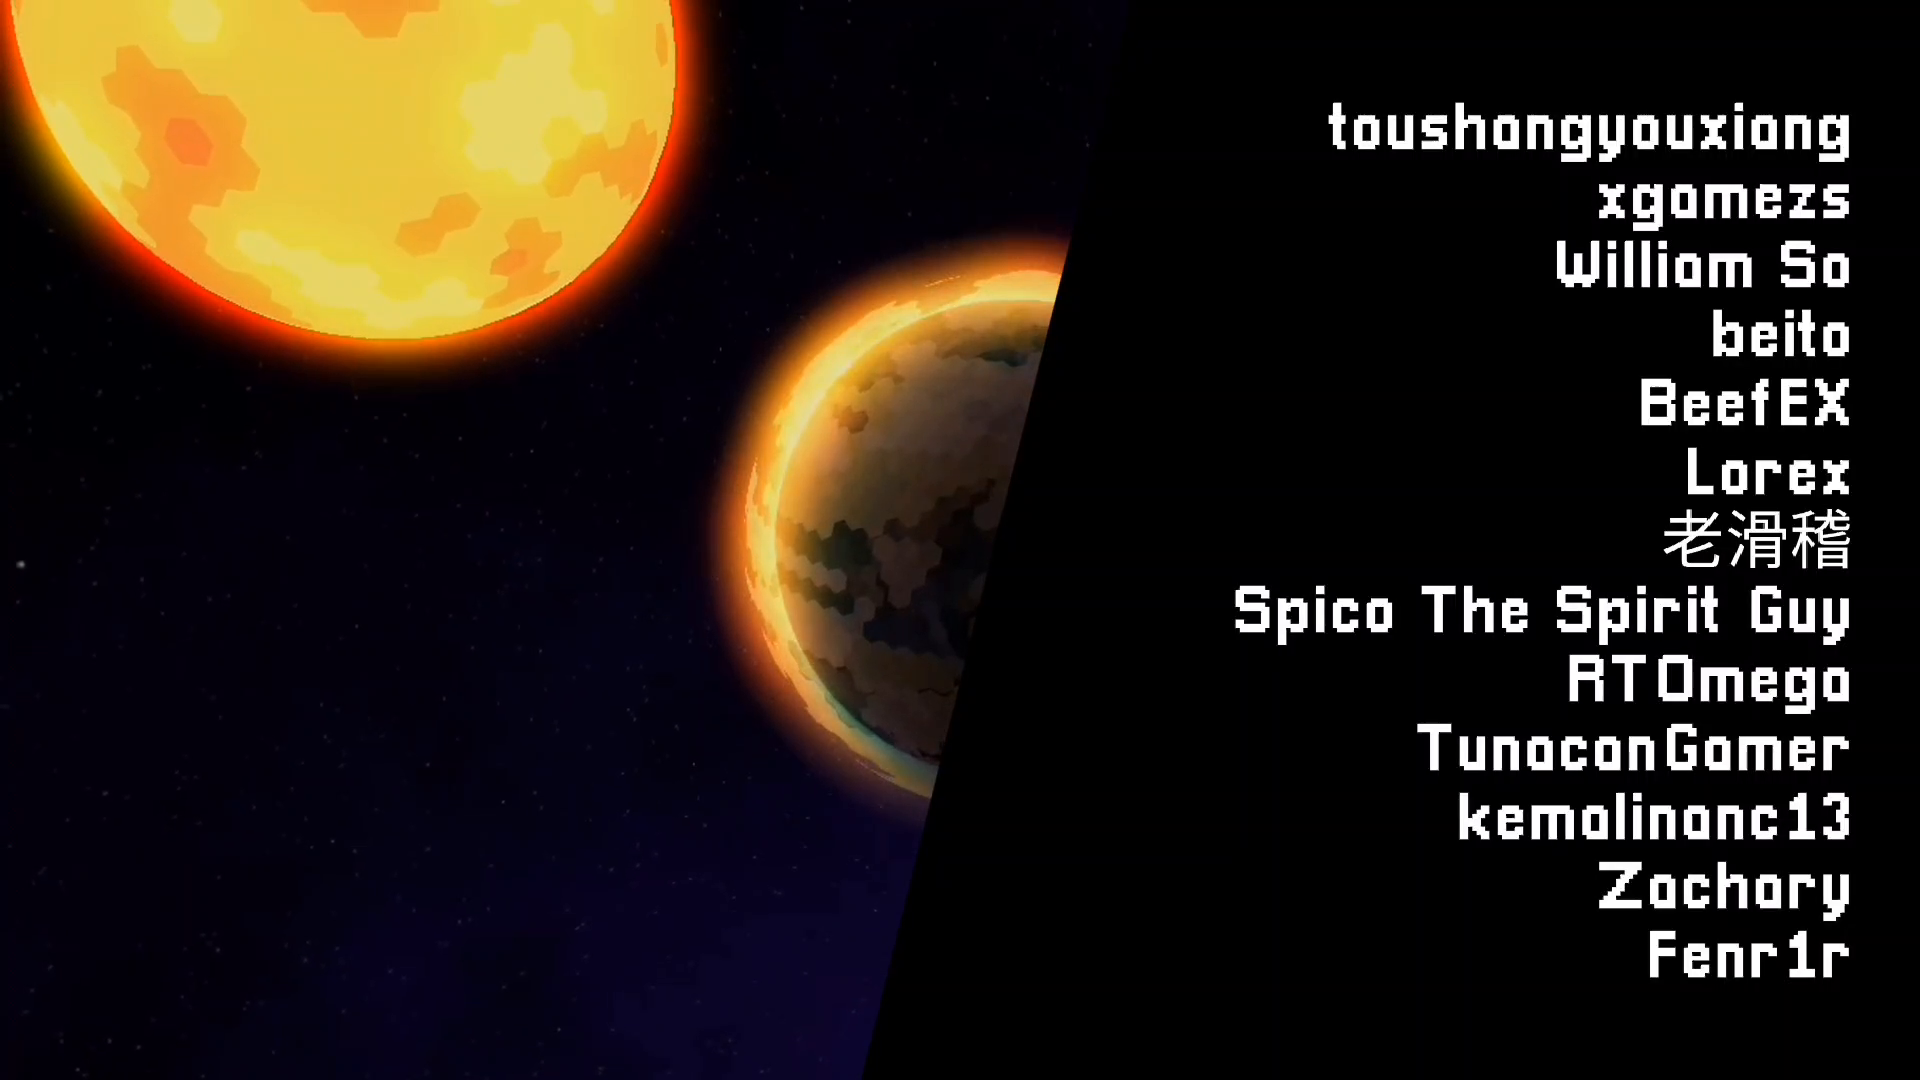 toushangyouxiang
xgamezs
William So
beito
BeefEX
Lorex
老滑稽
Spico The Spirit Guy
RTOmega
TunacanGamer
kemalinanc13
Zachary
Fenr1r